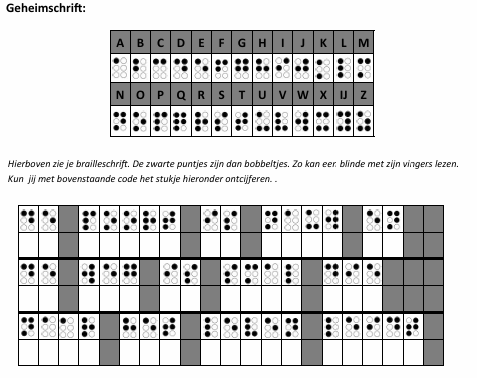 Geheimschrift:
A B C D E F G H I J K L M
N O P Q R S T U V W X IJ Z
Hierboven zie je brailleschrift. De zwarte puntjes zijn dan bobbeltjes. Zo kan een blinde met zijn vingers lezen.
Kun jij met bovenstaande code het stukje hieronder ontcijferen. .